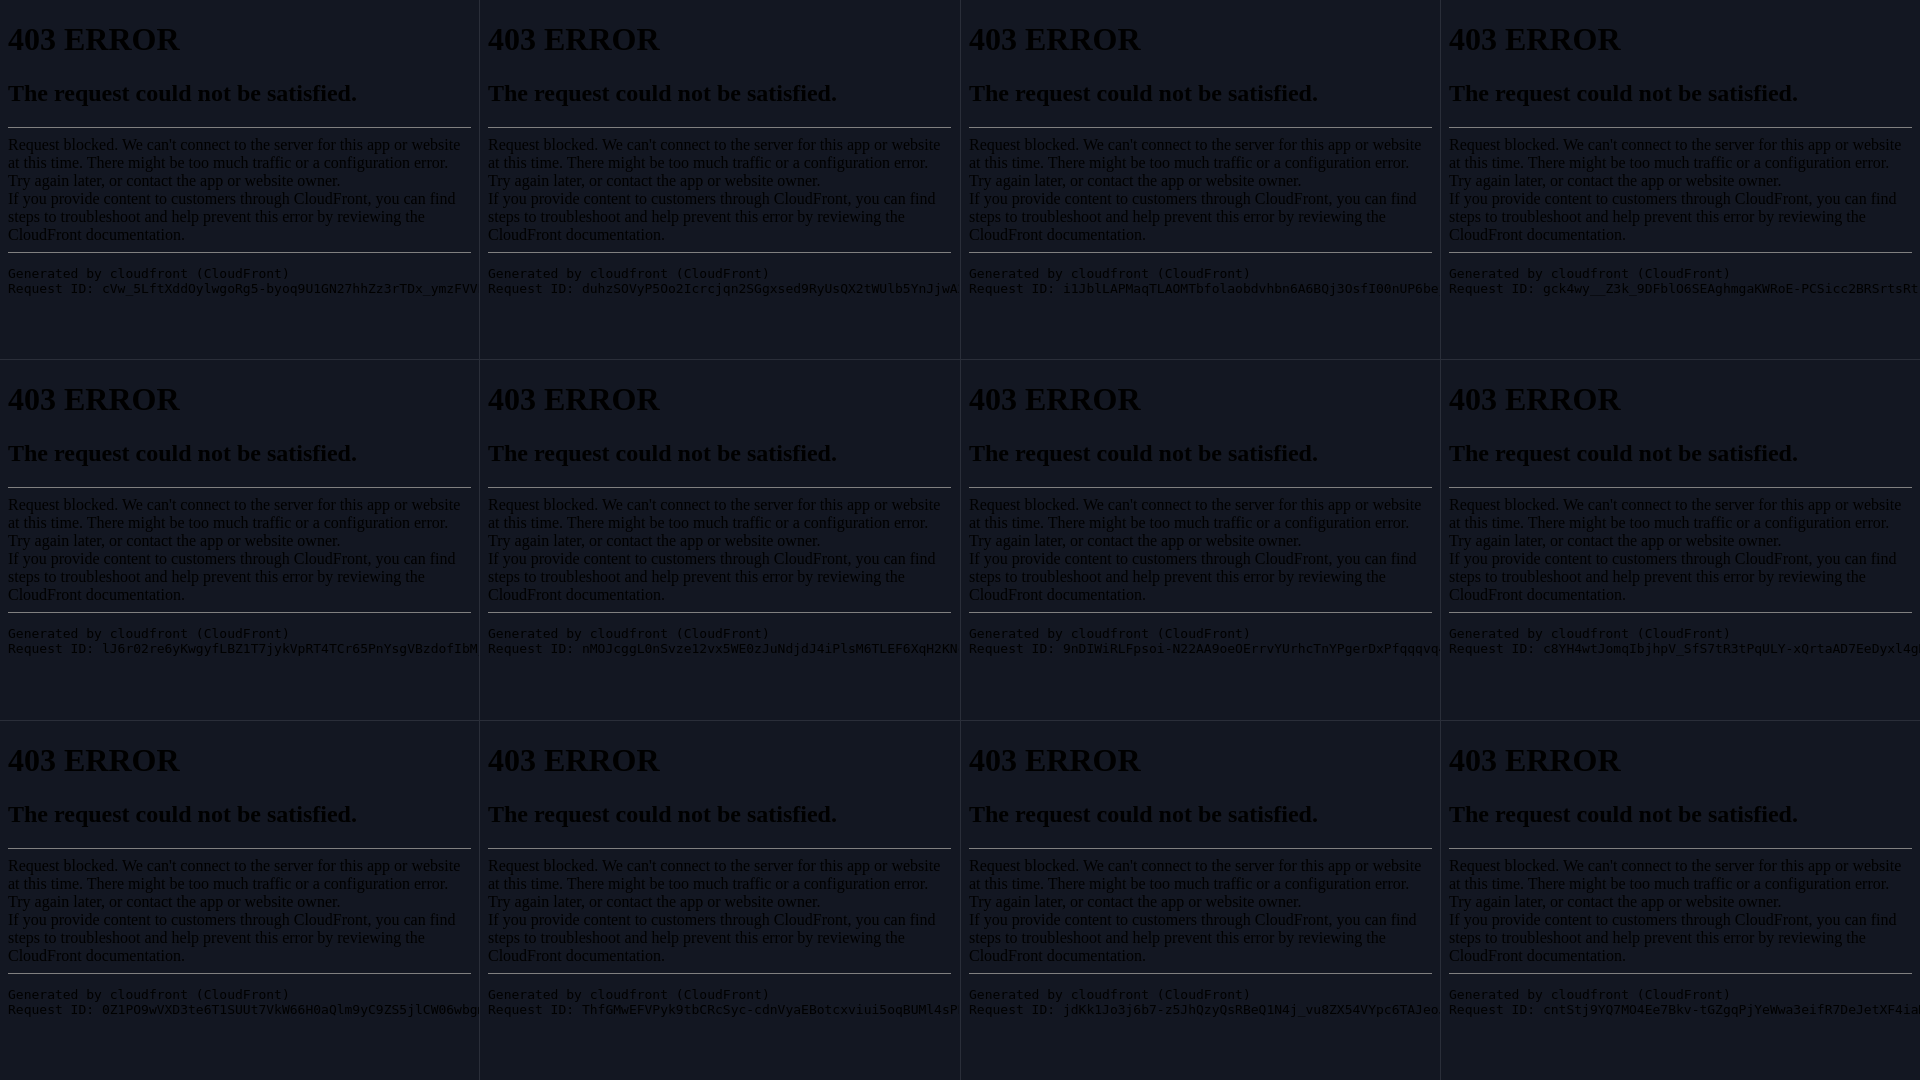 403 ERROR
The request could not be satisfied.
Request blocked. We can't connect to the server for this app or website
at this time. There might be too much traffic or a configuration error.
Try again later, or contact the app or website owner.
If you provide content to customers through CloudFront, you can find
steps to troubleshoot and help prevent this error by reviewing the
CloudFront documentation.
Generated by cloudfront (CloudFront)
Request ID: cVw_5LftXddOylwgoRg5-byoq9U1GN27hhZz3rTDx_ymzFVV
403 ERROR
The request could not be satisfied.
Request blocked. We can't connect to the server for this app or website
at this time. There might be too much traffic or a configuration error.
Try again later, or contact the app or website owner.
If you provide content to customers through CloudFront, you can find
steps to troubleshoot and help prevent this error by reviewing the
CloudFront documentation.
Generated by cloudfront (CloudFront)
Request ID: duhzSOVyP5Oo2Icrcjqn2SGgxsed9RyUsQX2tWUlb5YnJjwA
403 ERROR
The request could not be satisfied.
Request blocked. We can't connect to the server for this app or website
at this time. There might be too much traffic or a configuration error.
Try again later, or contact the app or website owner.
If you provide content to customers through CloudFront, you can find
steps to troubleshoot and help prevent this error by reviewing the
CloudFront documentation.
Generated by cloudfront (CloudFront)
Request ID: i1JblLAPMaqTLAOMTbfolaobdvhbn6A6BQj3OsfI00nUP6be
403 ERROR
The request could not be satisfied.
Request blocked. We can't connect to the server for this app or website
at this time. There might be too much traffic or a configuration error.
Try again later, or contact the app or website owner.
If you provide content to customers through CloudFront, you can find
steps to troubleshoot and help prevent this error by reviewing the
CloudFront documentation.
Generated by cloudfront (CloudFront)
Request ID: gck4wy__Z3k_9DFblO6SEAghmgaKWRoE-PCSicc2BRSrtsRt
403 ERROR
The request could not be satisfied.
Request blocked. We can't connect to the server for this app or website
at this time. There might be too much traffic or a configuration error.
Try again later, or contact the app or website owner.
If you provide content to customers through CloudFront, you can find
steps to troubleshoot and help prevent this error by reviewing the
CloudFront documentation.
Generated by cloudfront (CloudFront)
Request ID: lJ6r02re6yKwgyfLBZ1T7jykVpRT4TCr65PnYsgVBzdofIbM
403 ERROR
The request could not be satisfied.
Request blocked. We can't connect to the server for this app or website
at this time. There might be too much traffic or a configuration error.
Try again later, or contact the app or website owner.
If you provide content to customers through CloudFront, you can find
steps to troubleshoot and help prevent this error by reviewing the
CloudFront documentation.
Generated by cloudfront (CloudFront)
Request ID: nMOJcggL0nSvze12vx5WE0zJuNdjdJ4iPlsM6TLEF6XqH2KN
403 ERROR
The request could not be satisfied.
Request blocked. We can't connect to the server for this app or website
at this time. There might be too much traffic or a configuration error.
Try again later, or contact the app or website owner.
If you provide content to customers through CloudFront, you can find
steps to troubleshoot and help prevent this error by reviewing the
CloudFront documentation.
Generated by cloudfront (CloudFront)
Request ID: 9nDIWiRLFpsoi-N22AA9oeOErrvYUrhcTnYPgerDxPfqqqvq
403 ERROR
The request could not be satisfied.
Request blocked. We can't connect to the server for this app or website
at this time. There might be too much traffic or a configuration error.
Try again later, or contact the app or website owner.
If you provide content to customers through CloudFront, you can find
steps to troubleshoot and help prevent this error by reviewing the
CloudFront documentation.
Generated by cloudfront (CloudFront)
Request ID: c8YH4wtJomqIbjhpV_SfS7tR3tPqULY-xQrtaAD7EeDyxl4g
403 ERROR
The request could not be satisfied.
Request blocked. We can't connect to the server for this app or website
at this time. There might be too much traffic or a configuration error.
Try again later, or contact the app or website owner.
If you provide content to customers through CloudFront, you can find
steps to troubleshoot and help prevent this error by reviewing the
CloudFront documentation.
Generated by cloudfront (CloudFront)
Request ID: 0Z1PO9wVXD3te6T1SUUt7VkW66H0aQlm9yC9ZS5jlCW06wbg
403 ERROR
The request could not be satisfied.
Request blocked. We can't connect to the server for this app or website
at this time. There might be too much traffic or a configuration error.
Try again later, or contact the app or website owner.
If you provide content to customers through CloudFront, you can find
steps to troubleshoot and help prevent this error by reviewing the
CloudFront documentation.
Generated by cloudfront (CloudFront)
Request ID: ThfGMwEFVPyk9tbCRcSyc-cdnVyaEBotcxviui5oqBUMl4sP
403 ERROR
The request could not be satisfied.
Request blocked. We can't connect to the server for this app or website
at this time. There might be too much traffic or a configuration error.
Try again later, or contact the app or website owner.
If you provide content to customers through CloudFront, you can find
steps to troubleshoot and help prevent this error by reviewing the
CloudFront documentation.
Generated by cloudfront (CloudFront)
Request ID: jdKk1Jo3j6b7-z5JhQzyQsRBeQ1N4j_vu8ZX54VYpc6TAJeo
403 ERROR
The request could not be satisfied.
Request blocked. We can't connect to the server for this app or website
at this time. There might be too much traffic or a configuration error.
Try again later, or contact the app or website owner.
If you provide content to customers through CloudFront, you can find
steps to troubleshoot and help prevent this error by reviewing the
CloudFront documentation.
Generated by cloudfront (CloudFront)
Request ID: cntStj9YQ7MO4Ee7Bkv-tGZgqPjYeWwa3eifR7DeJetXF4ia